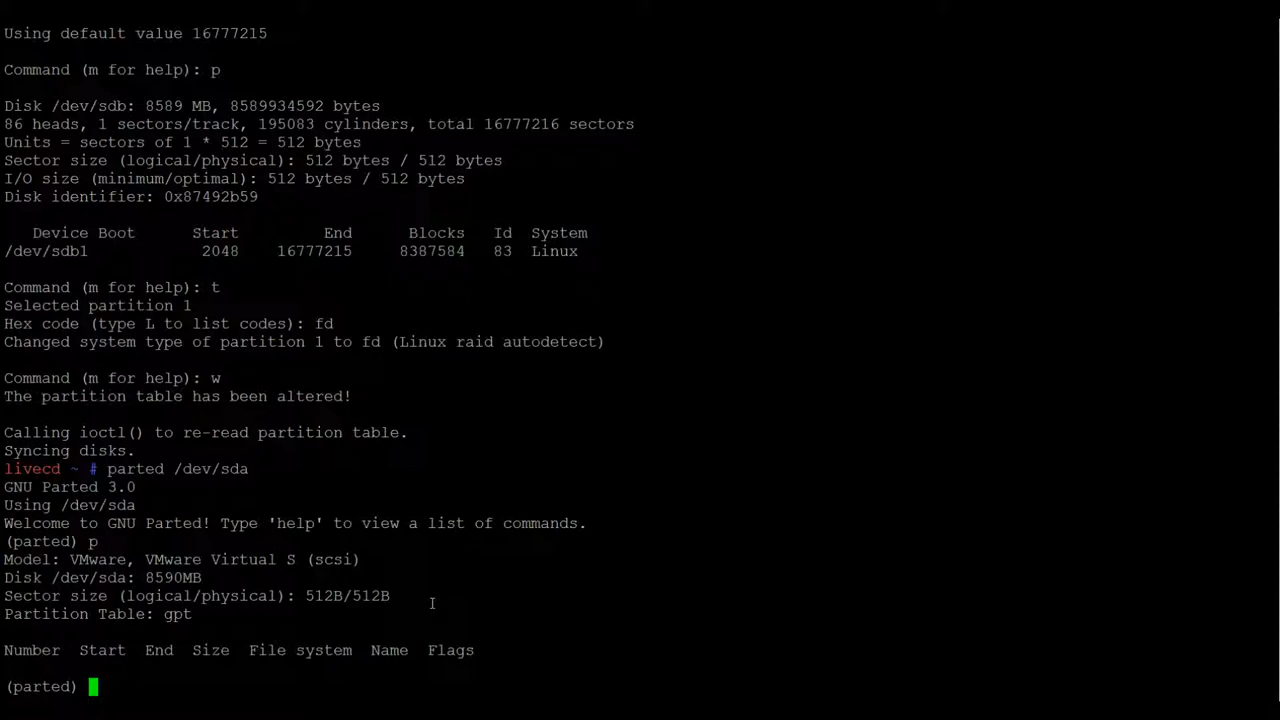 Using default value 16777215
Command (m for help): p
Disk /dev/sdb: 8589 MB, 8589934592 bytes
86 heads, 1 sectors/track, 195083 cylinders, total 16777216 sectors
Units = sectors of 1 * 512 = 512 bytes
Sector size (logical/physical): 512 bytes / 512 bytes
I/O size (minimum/optimal): 512 bytes / 512 bytes
Disk identifier: 0x87492b59
Device Boot Start End Blocks Id System
/dev/sdb1 2048 16777215 8387584 83 Linux
Command (m for help): t
Selected partition 1
Hex code (type L to list codes): fd
Changed system type of partition 1 to fd (Linux raid autodetect)
Command (m for help): w
The partition table has been altered!
Calling ioctl() to re-read partition table.
Syncing disks.
livecd ~ # parted /dev/sda
GNU Parted 3.0
Using /dev/sda
Welcome to GNU Parted! Type 'help' to view a list of commands.
(parted) p
Model: VMware, VMware Virtual S (scsi)
Disk /dev/sda: 8590MB
Sector size (logical/physical): 512B/512B
Partition Table: gpt
Number Start End Size File system Name Flags
(parted)